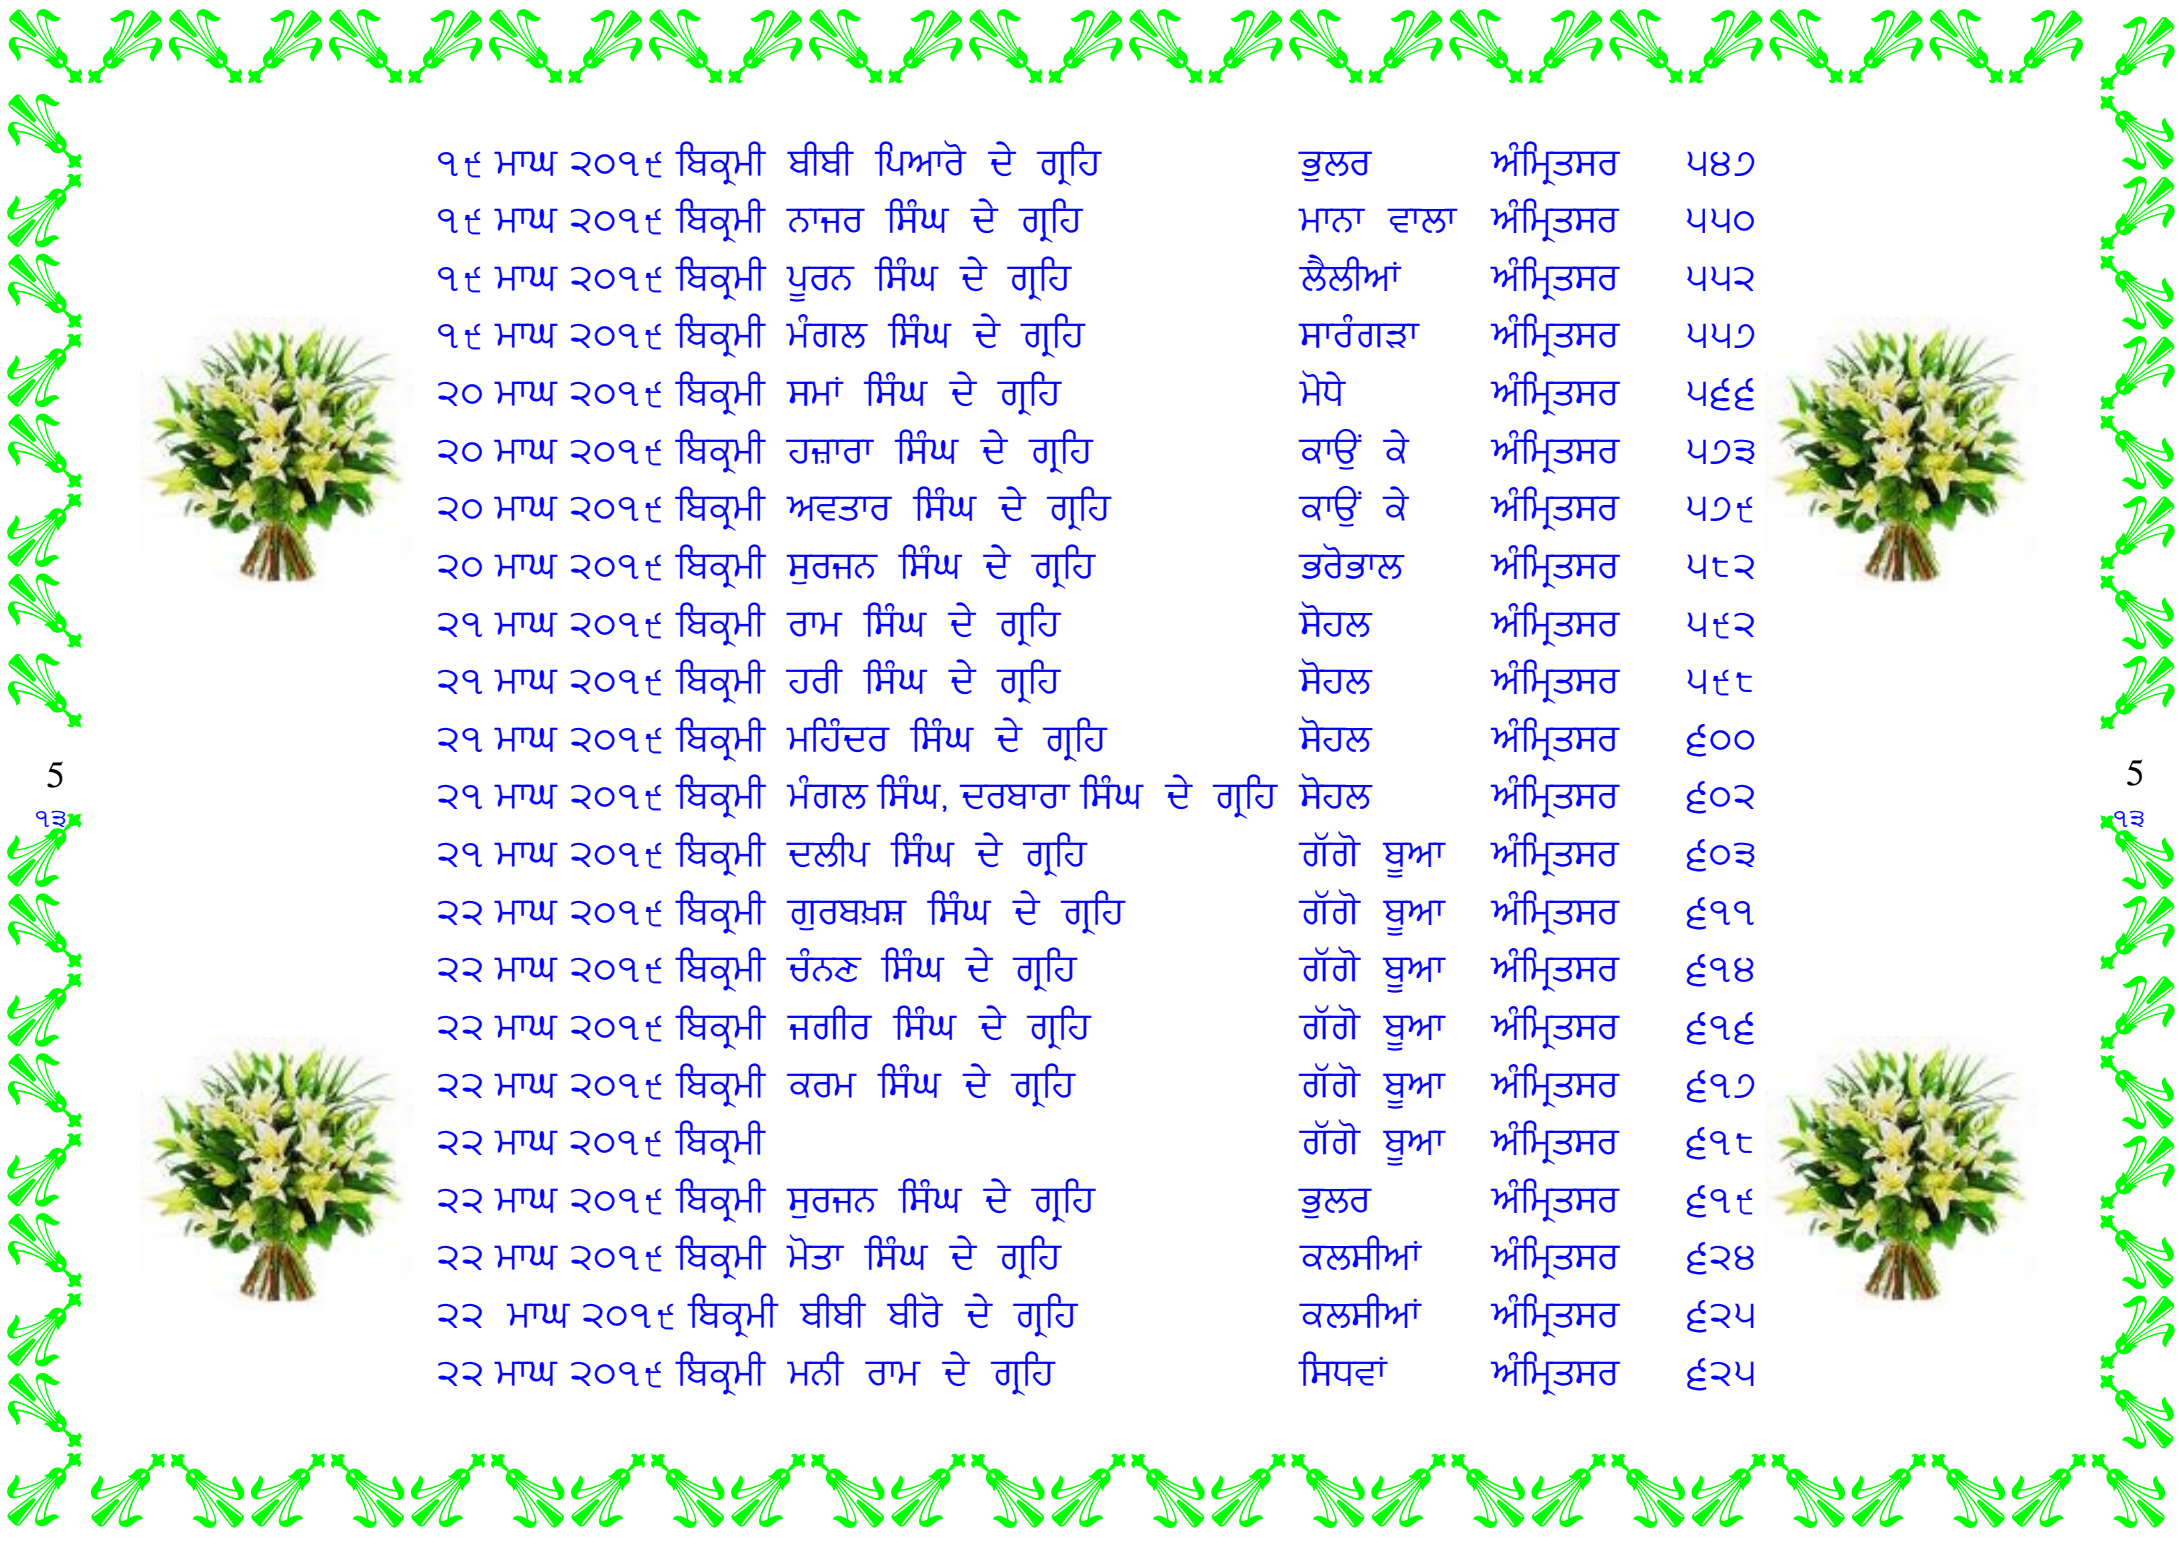 ੧੯ ਮਾਘ ੨੦੧੯ ਬਿਕ੍ਰਮੀ ਬੀਬੀ ਪਿਆਰੋ ਦੇ ਗ੍ਰਹਿ ਭੁਲਰ ਅੰਮ੍ਰਿਤਸਰ ੫੪੭
੧੯ ਮਾਘ ੨੦੧੯ ਬਿਕ੍ਰਮੀ ਨਾਜਰ ਸਿੰਘ ਦੇ ਗ੍ਰਹਿ ਮਾਨਾ ਵਾਲਾ ਅੰਮ੍ਰਿਤਸਰ ੫੫੦
੧੯ ਮਾਘ ੨੦੧੯ ਬਿਕ੍ਰਮੀ ਪੂਰਨ ਸਿੰਘ ਦੇ ਗ੍ਰਹਿ ਲੈਲੀਆਂ ਅੰਮ੍ਰਿਤਸਰ ੫੫੨
੧੯ ਮਾਘ ੨੦੧੯ ਬਿਕ੍ਰਮੀ ਮੰਗਲ ਸਿੰਘ ਦੇ ਗ੍ਰਹਿ ਸਾਰੰਗੜਾ ਅੰਮ੍ਰਿਤਸਰ ੫੫੭
੨੦ ਮਾਘ ੨੦੧੯ ਬਿਕ੍ਰਮੀ ਸਮਾਂ ਸਿੰਘ ਦੇ ਗ੍ਰਹਿ ਮੋਧੇ ਅੰਮ੍ਰਿਤਸਰ ੫੬੬
੨੦ ਮਾਘ ੨੦੧੯ ਬਿਕ੍ਰਮੀ ਹਜ਼ਾਰਾ ਸਿੰਘ ਦੇ ਗ੍ਰਹਿ ਕਾਉਂ ਕੇ ਅੰਮ੍ਰਿਤਸਰ ੫੭੩
੨੦ ਮਾਘ ੨੦੧੯ ਬਿਕ੍ਰਮੀ ਅਵਤਾਰ ਸਿੰਘ ਦੇ ਗ੍ਰਹਿ ਕਾਉਂ ਕੇ ਅੰਮ੍ਰਿਤਸਰ ੫੭੯
੨੦ ਮਾਘ ੨੦੧੯ ਬਿਕ੍ਰਮੀ ਸੁਰਜਨ ਸਿੰਘ ਦੇ ਗ੍ਰਹਿ ਭਰੋਭਾਲ ਅੰਮ੍ਰਿਤਸਰ ੫੮੨
੨੧ ਮਾਘ ੨੦੧੯ ਬਿਕ੍ਰਮੀ ਰਾਮ ਸਿੰਘ ਦੇ ਗ੍ਰਹਿ ਸੋਹਲ ਅੰਮ੍ਰਿਤਸਰ ੫੯੨
੨੧ ਮਾਘ ੨੦੧੯ ਬਿਕ੍ਰਮੀ ਹਰੀ ਸਿੰਘ ਦੇ ਗ੍ਰਹਿ ਸੋਹਲ ਅੰਮ੍ਰਿਤਸਰ ੫੯੮
੨੧ ਮਾਘ ੨੦੧੯ ਬਿਕ੍ਰਮੀ ਮਹਿੰਦਰ ਸਿੰਘ ਦੇ ਗ੍ਰਹਿ ਸੋਹਲ ਅੰਮ੍ਰਿਤਸਰ ੬੦੦
5 5
੨੧ ਮਾਘ ੨੦੧੯ ਬਿਕ੍ਰਮੀ ਮੰਗਲ ਸਿੰਘ, ਦਰਬਾਰਾ ਸਿੰਘ ਦੇ ਗ੍ਰਹਿ ਸੋਹਲ ਅੰਮ੍ਰਿਤਸਰ ੬੦੨
੧੩ ੧੩
੨੧ ਮਾਘ ੨੦੧੯ ਬਿਕ੍ਰਮੀ ਦਲੀਪ ਸਿੰਘ ਦੇ ਗ੍ਰਹਿ ਗੱਗੋ ਬੂਆ ਅੰਮ੍ਰਿਤਸਰ ੬੦੩
੨੨ ਮਾਘ ੨੦੧੯ ਬਿਕ੍ਰਮੀ ਗੁਰਬਖ਼ਸ਼ ਸਿੰਘ ਦੇ ਗ੍ਰਹਿ ਗੱਗੋ ਬੂਆ ਅੰਮ੍ਰਿਤਸਰ ੬੧੧
੨੨ ਮਾਘ ੨੦੧੯ ਬਿਕ੍ਰਮੀ ਚੰਨਣ ਸਿੰਘ ਦੇ ਗ੍ਰਹਿ ਗੱਗੋ ਬੂਆ ਅੰਮ੍ਰਿਤਸਰ ੬੧੪
੨੨ ਮਾਘ ੨੦੧੯ ਬਿਕ੍ਰਮੀ ਜਗੀਰ ਸਿੰਘ ਦੇ ਗ੍ਰਹਿ ਗੱਗੋ ਬੂਆ ਅੰਮ੍ਰਿਤਸਰ ੬੧੬
੨੨ ਮਾਘ ੨੦੧੯ ਬਿਕ੍ਰਮੀ ਕਰਮ ਸਿੰਘ ਦੇ ਗ੍ਰਹਿ ਗੱਗੋ ਬੂਆ ਅੰਮ੍ਰਿਤਸਰ ੬੧੭
੨੨ ਮਾਘ ੨੦੧੯ ਬਿਕ੍ਰਮੀ ਗੱਗੋ ਬੂਆ ਅੰਮ੍ਰਿਤਸਰ ੬੧੮
੨੨ ਮਾਘ ੨੦੧੯ ਬਿਕ੍ਰਮੀ ਸੁਰਜਨ ਸਿੰਘ ਦੇ ਗ੍ਰਹਿ ਭੁਲਰ ਅੰਮ੍ਰਿਤਸਰ ੬੧੯
੨੨ ਮਾਘ ੨੦੧੯ ਬਿਕ੍ਰਮੀ ਮੋਤਾ ਸਿੰਘ ਦੇ ਗ੍ਰਹਿ ਕਲਸੀਆਂ ਅੰਮ੍ਰਿਤਸਰ ੬੨੪
੨੨ ਮਾਘ ੨੦੧੯ ਬਿਕ੍ਰਮੀ ਬੀਬੀ ਬੀਰੋ ਦੇ ਗ੍ਰਹਿ ਕਲਸੀਆਂ ਅੰਮ੍ਰਿਤਸਰ ੬੨੫
੨੨ ਮਾਘ ੨੦੧੯ ਬਿਕ੍ਰਮੀ ਮਨੀ ਰਾਮ ਦੇ ਗ੍ਰਹਿ ਸਿਧਵਾਂ ਅੰਮ੍ਰਿਤਸਰ ੬੨੫